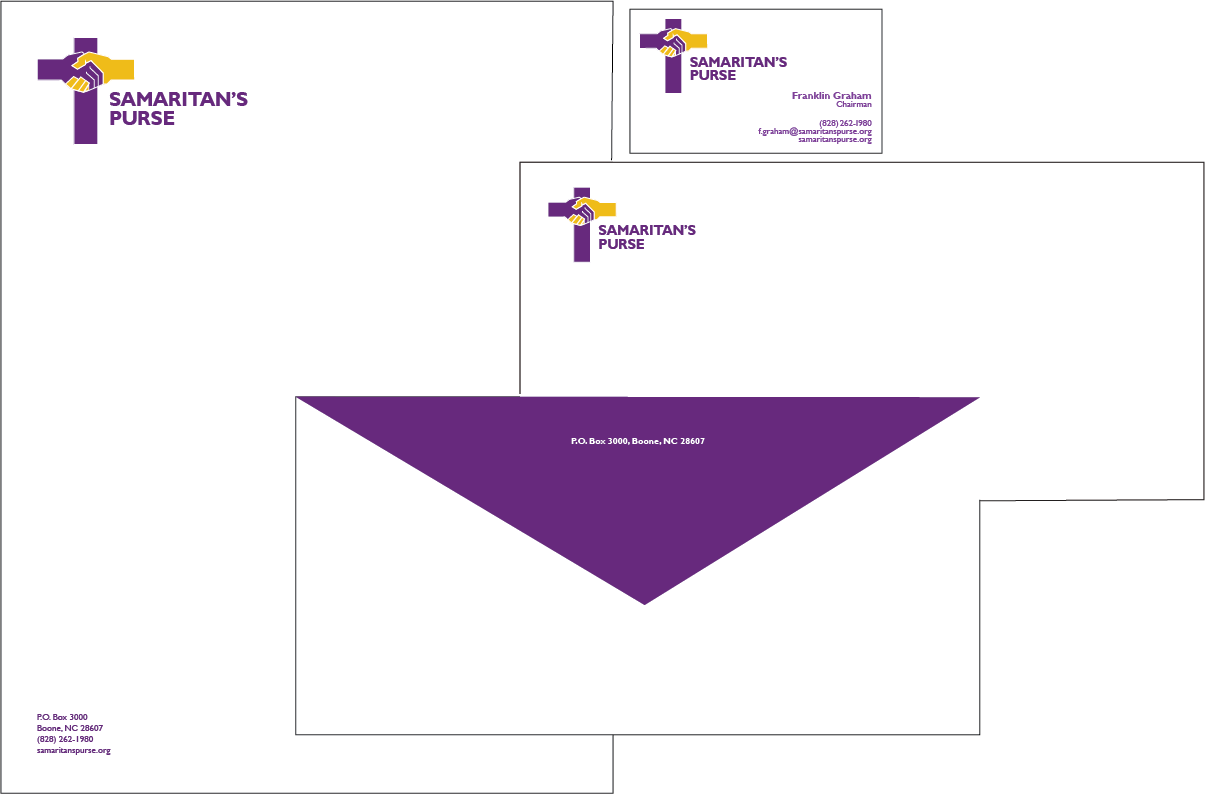 SAMARITAN'S
PURSE
SAMARITAN'S
PURSE
Franklin Graham
Chairman
(828) 262-1980
f.graham@samaritanspurse.org
samaritanspurse.org
SAMARITAN'S
PURSE
P.O. Box 3000, Boone, NC 28607
P.O. Box 3000
Boone, NC 28607
(828) 262-1980
samaritanspurse.org